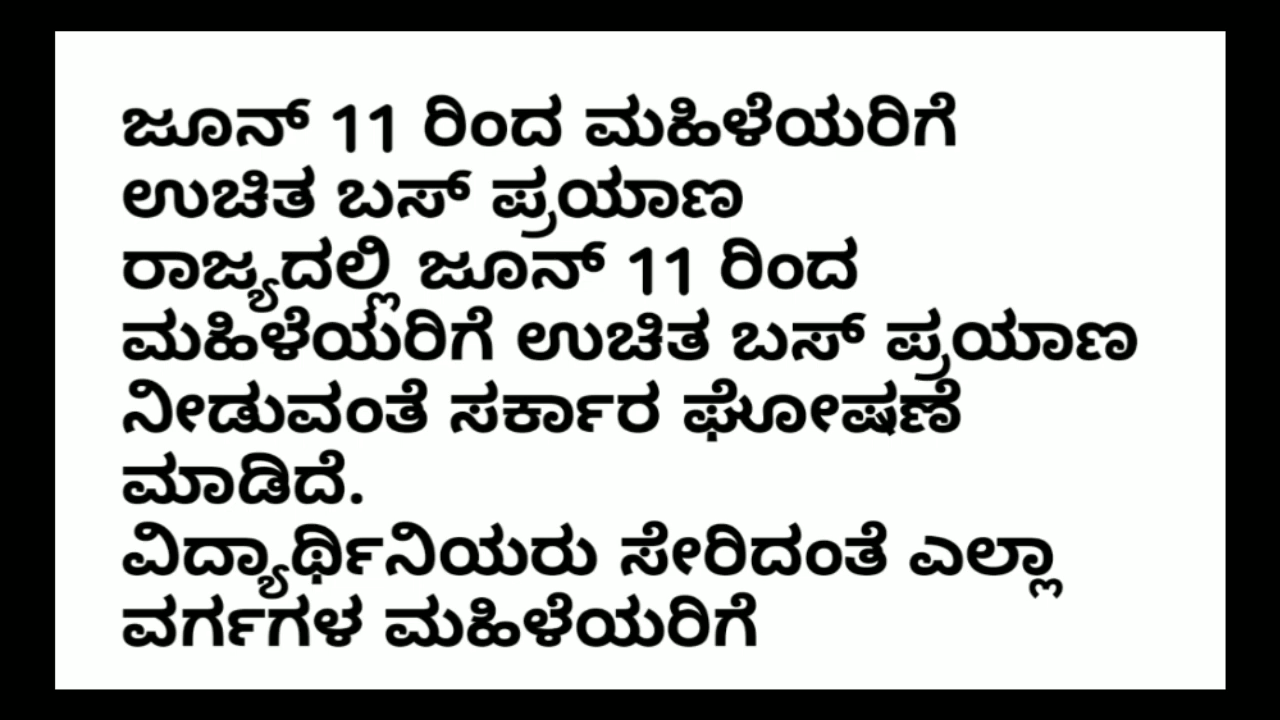 ಜೂನ್ 11 ರಿಂದ ಮಹಿಳೆಯರಿಗೆ
ಉಚಿತ ಬಸ್ ಪ್ರಯಾಣ
ರಾಜ್ಯದಲ್ಲಿ ಜೂನ್ 11 ರಿಂದ
ಮಹಿಳೆಯರಿಗೆ ಉಚಿತ ಬಸ್ ಪ್ರಯಾಣ
ನೀಡುವಂತೆ ಸರ್ಕಾರ ಘೋಷಣೆ
ಮಾಡಿದೆ.
ವಿದ್ಯಾರ್ಥಿನಿಯರು ಸೇರಿದಂತೆ ಎಲ್ಲಾ
ವರ್ಗಗಳ ಮಹಿಳೆಯರಿಗೆ